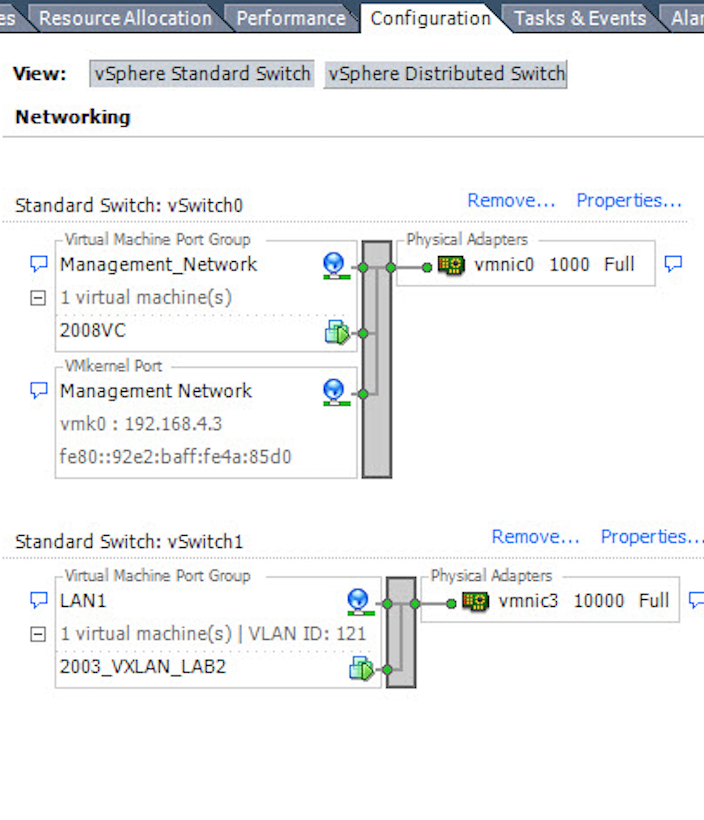 es Resource Allocation Performance Configuration Tasks & Events Alar
View: vSphere Standard Switch vSphere Distributed Switch
Networking
Standard Switch: vSwitch0 Remove... Properties...
Virtual Machine Port Group Physical Adapters
Management_Network vmnic0 1000 Full
1 virtual machine(s)
2008VC
VMkernel Port
Management Network
vmk0 : 192.168.4.3
fe80::92e2:baff:fe4a:85d0
Standard Switch: vSwitch1 Remove... Properties...
Virtual Machine Port Group Physical Adapters
LAN1 vmnic3 10000 Full
1 virtual machine(s) | VLAN ID: 121
2003_VXLAN_LAB2